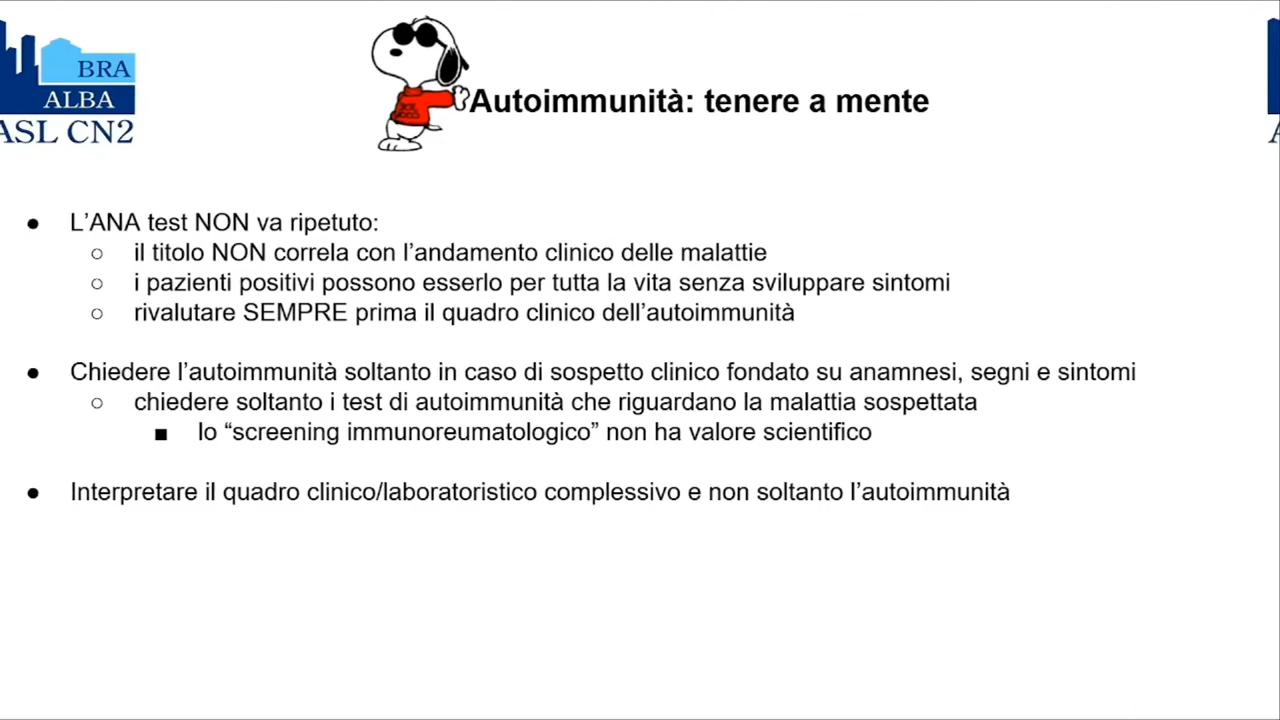 BRA
ALBA
ASL CN2
Autoimmunità: tenere a mente
● L’ANA test NON va ripetuto:
○ il titolo NON correla con l’andamento clinico delle malattie
○ i pazienti positivi possono esserlo per tutta la vita senza sviluppare sintomi
○ rivalutare SEMPRE prima il quadro clinico dell’autoimmunità
● Chiedere l’autoimmunità soltanto in caso di sospetto clinico fondato su anamnesi, segni e sintomi
○ chiedere soltanto i test di autoimmunità che riguardano la malattia sospettata
■ lo “screening immunoreumatologico” non ha valore scientifico
● Interpretare il quadro clinico/laboratoristico complessivo e non soltanto l’autoimmunità